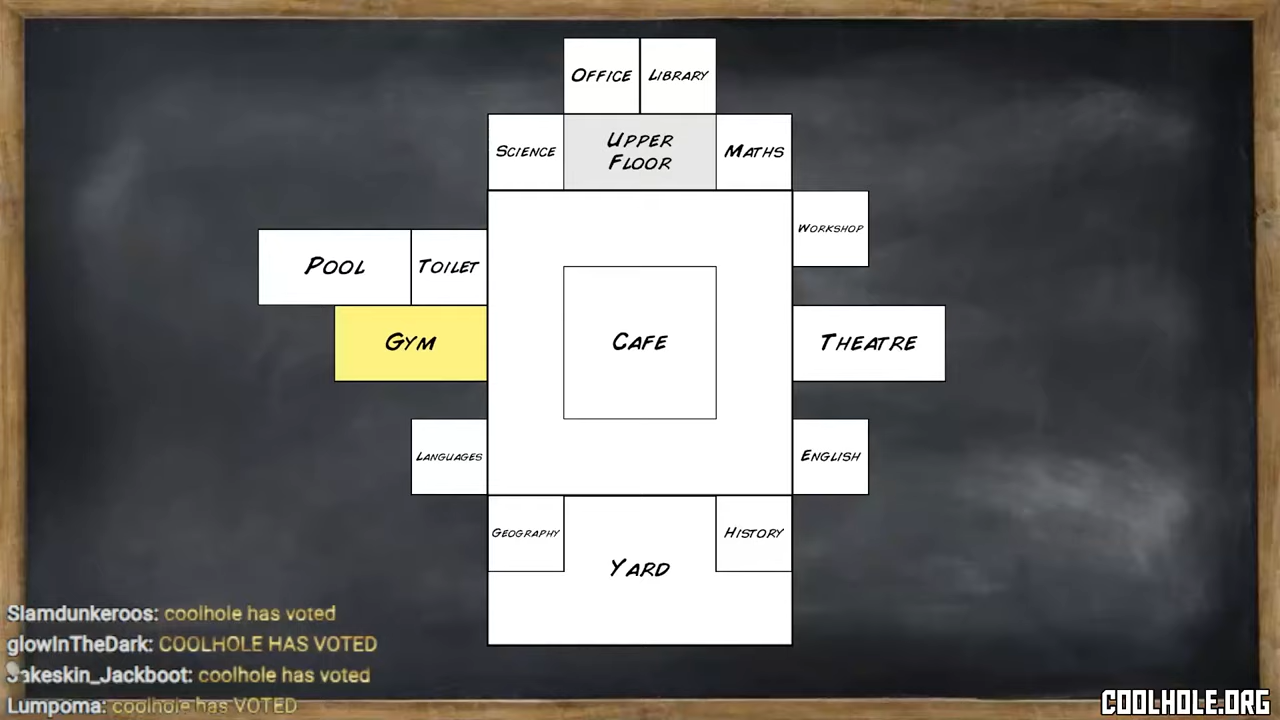 OFFICE
LIBRARY
SCIENCE
UPPER
FLOOR
MATHS
WORKSHOP
POOL
TOILET
GYM
CAFE
THEATRE
LANGUAGES
ENGLISH
GEOGRAPHY
HISTORY
YARD
Slamdunkeroos: coolhole has voted
glowInTheDark: COOLHOLE HAS VOTED
Jakeskin_Jackboot: coolhole has voted
Lumpoma: coolhole has VOTED
COOLHOLE.ORG